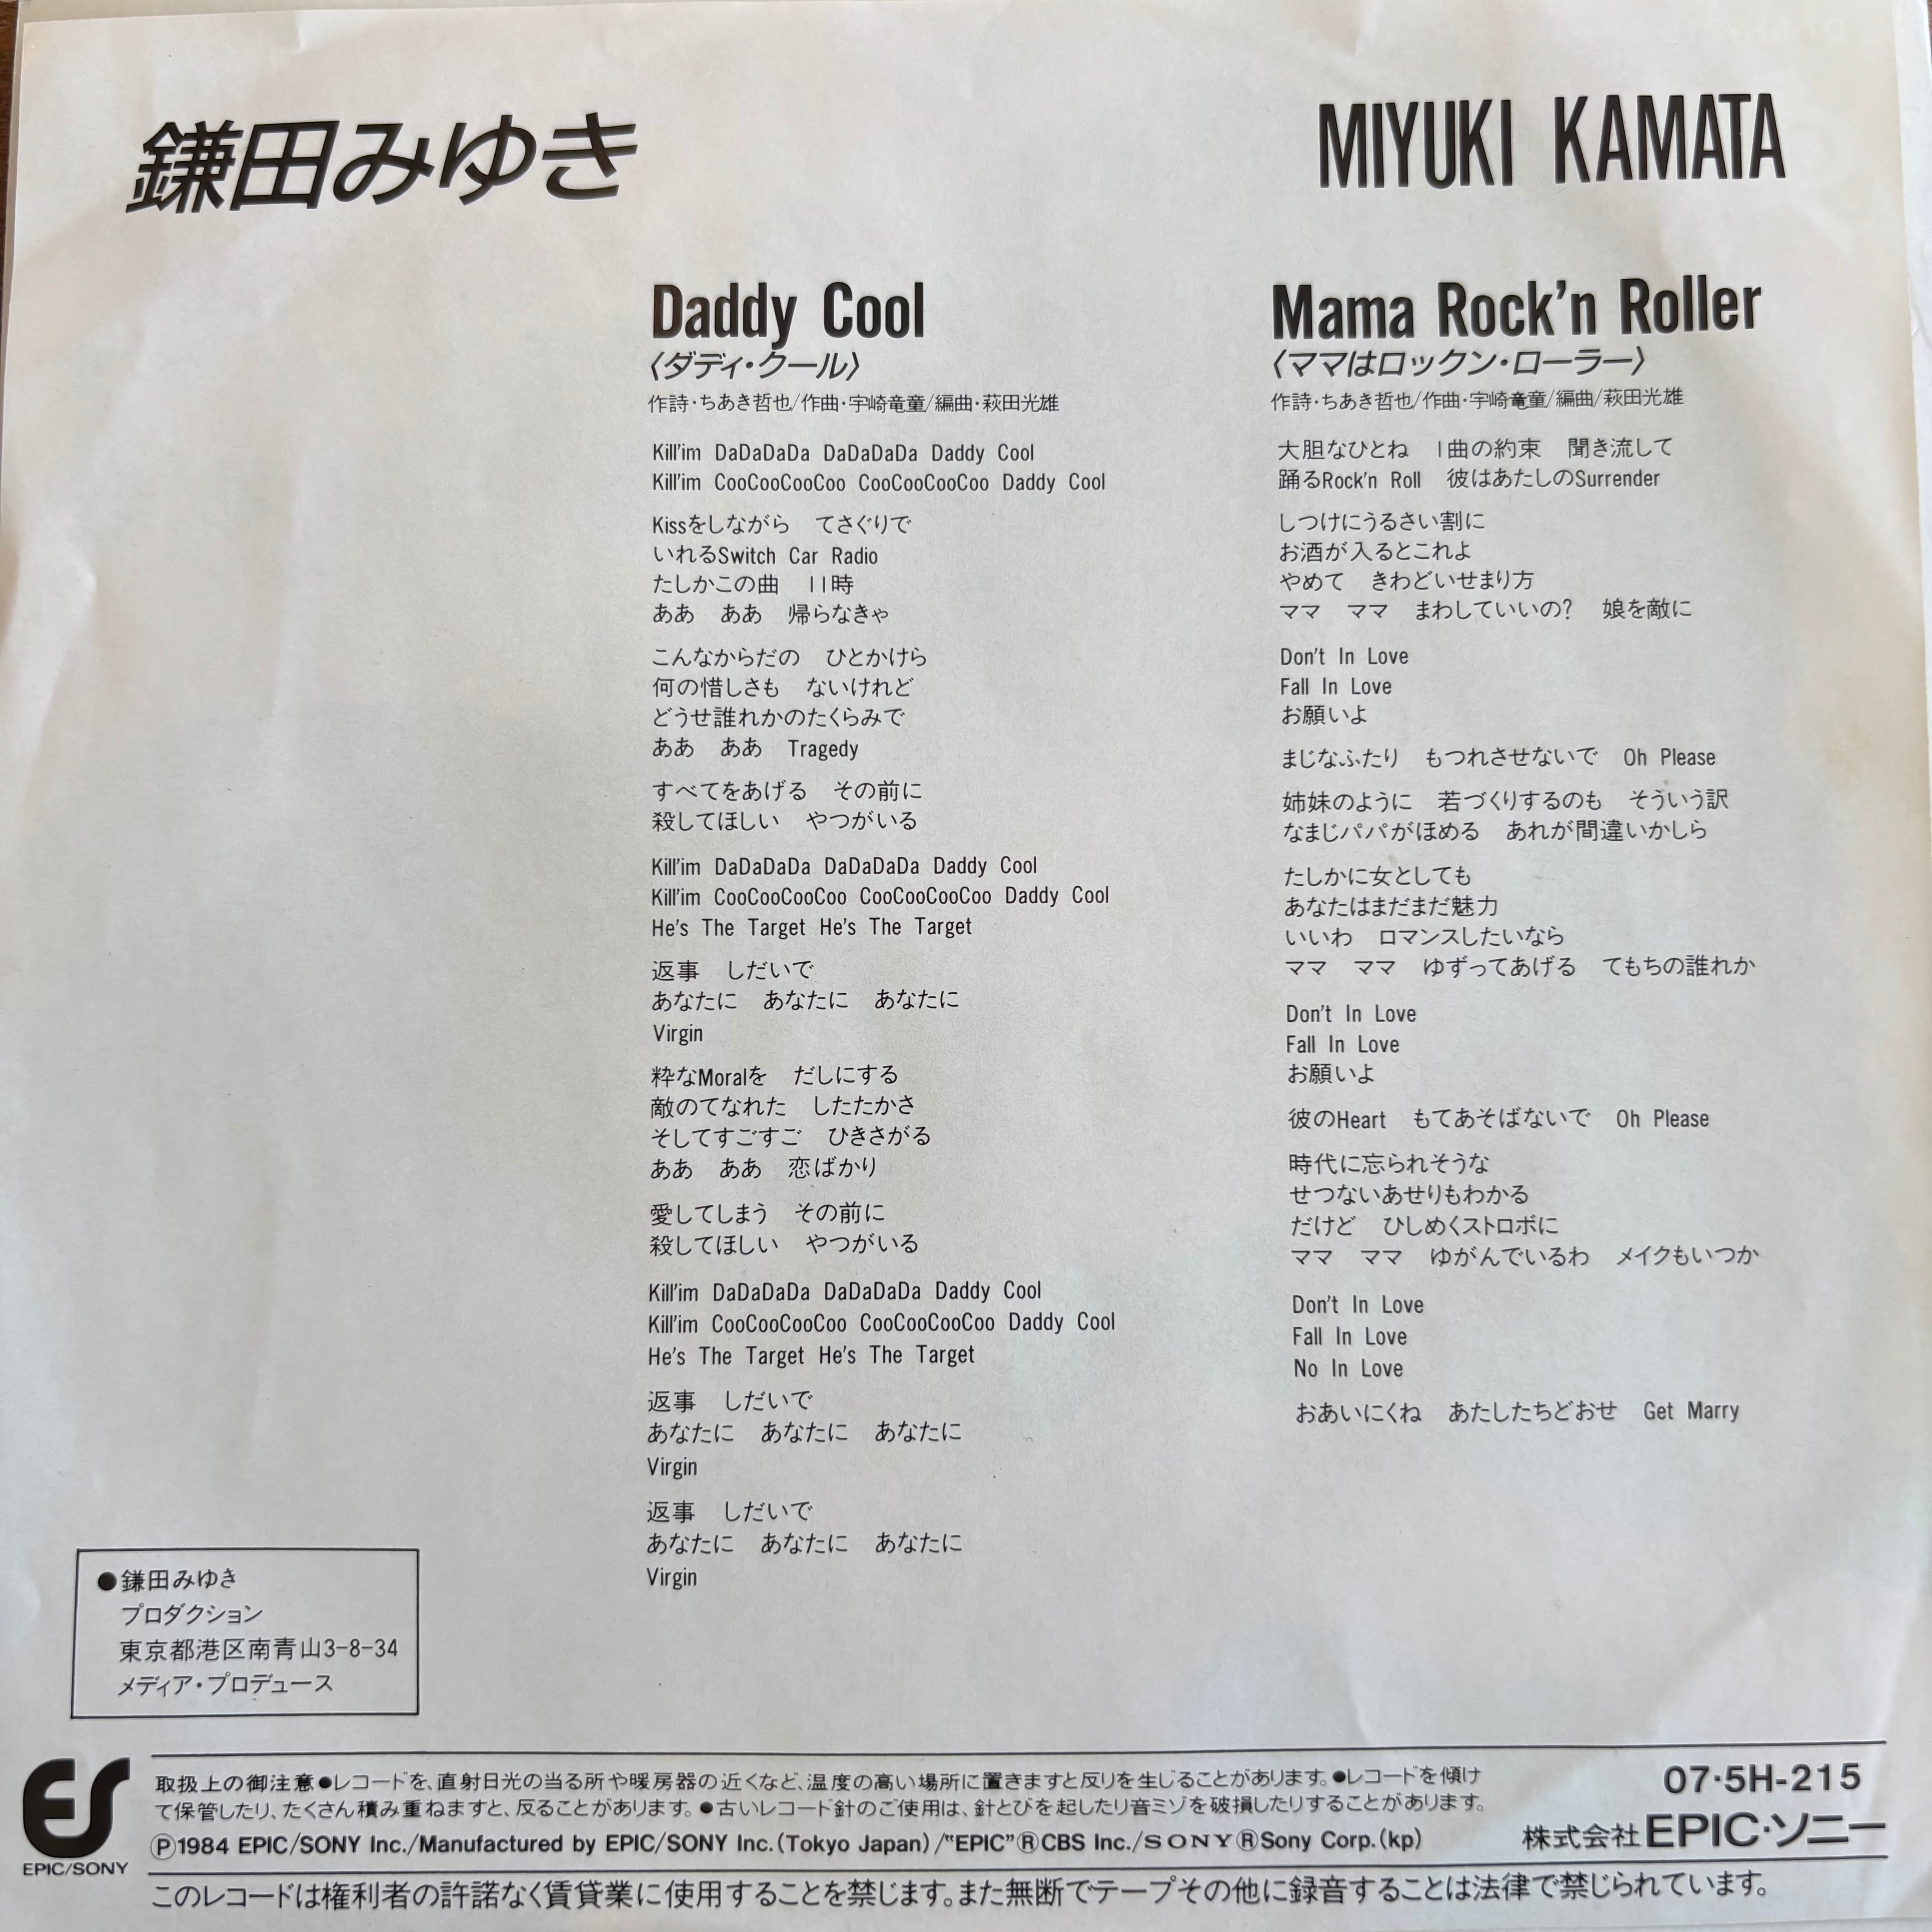 鎌田みゆき
MIYUKI KAMATA
Daddy Cool
〈ダディ・クール〉
作詩・ちあき哲也/作曲・宇崎竜童/編曲・萩田光雄
Kill'im DaDaDaDa DaDaDaDa Daddy Cool
Kill'im CooCooCooCoo CooCooCooCoo Daddy Cool
Kissをしながら てさぐりで
いれるSwitch Car Radio
たしかこの曲 11時
ああ ああ 帰らなきゃ
こんなからだの ひとかけら
何の惜しさも ないけれど
どうせ誰れかのたくらみで
ああ ああ Tragedy
すべてをあげる その前に
殺してほしい やつがいる
Kill'im DaDaDaDa DaDaDaDa Daddy Cool
Kill'im CooCooCooCoo CooCooCooCoo Daddy Cool
He's The Target He's The Target
返事 しだいで
あなたに あなたに あなたに
Virgin
粋なMoralを だしにする
敵のてなれた したたかさ
そしてすごすご ひきさがる
ああ ああ 恋ばかり
愛してしまう その前に
殺してほしい やつがいる
Kill'im DaDaDaDa DaDaDaDa Daddy Cool
Kill'im CooCooCooCoo CooCooCooCoo Daddy Cool
He's The Target He's The Target
返事 しだいで
あなたに あなたに あなたに
Virgin
返事 しだいで
あなたに あなたに あなたに
Virgin
Mama Rock'n Roller
〈ママはロックン・ローラー〉
作詩・ちあき哲也/作曲・宇崎竜童/編曲/萩田光雄
大胆なひとね 1曲の約束 聞き流して
踊るRock'n Roll 彼はあたしのSurrender
しつけにうるさい割に
お酒が入るとこれよ
やめて きわどいせまり方
ママ ママ まわしていいの? 娘を敵に
Don't In Love
Fall In Love
お願いよ
まじなふたり もつれさせないで Oh Please
姉妹のように 若づくりするのも そういう訳
なまじパパがほめる あれが間違いかしら
たしかに女としても
あなたはまだまだ魅力
いいわ ロマンスしたいなら
ママ ママ ゆずってあげる てもちの誰れか
Don't In Love
Fall In Love
お願いよ
彼のHeart もてあそばないで Oh Please
時代に忘られそうな
せつないあせりもわかる
だけど ひしめくストロボに
ママ ママ ゆがんでいるわ メイクもいつか
Don't In Love
Fall In Love
No In Love
おあいにくね あたしたちどおせ Get Marry
●鎌田みゆき
プロダクション
東京都港区南青山3-8-34
メディア・プロデュース
ES
EPIC/SONY
取扱上の御注意●レコードを、直射日光の当る所や暖房器の近くなど、温度の高い場所に置きますと反りを生じることがあります。●レコードを傾け
て保管したり、たくさん積み重ねますと、反ることがあります。●古いレコード針のご使用は、針とびを起したり音ミゾを破損したりすることがあります。
Ⓟ1984 EPIC/SONY Inc./Manufactured by EPIC/SONY Inc.(Tokyo Japan)/"EPIC"®CBS Inc./SONY®Sony Corp.(kp)
07・5H-215
株式会社EPIC・ソニー
このレコードは権利者の許諾なく賃貸業に使用することを禁じます。また無断でテープその他に録音することは法律で禁じられています。